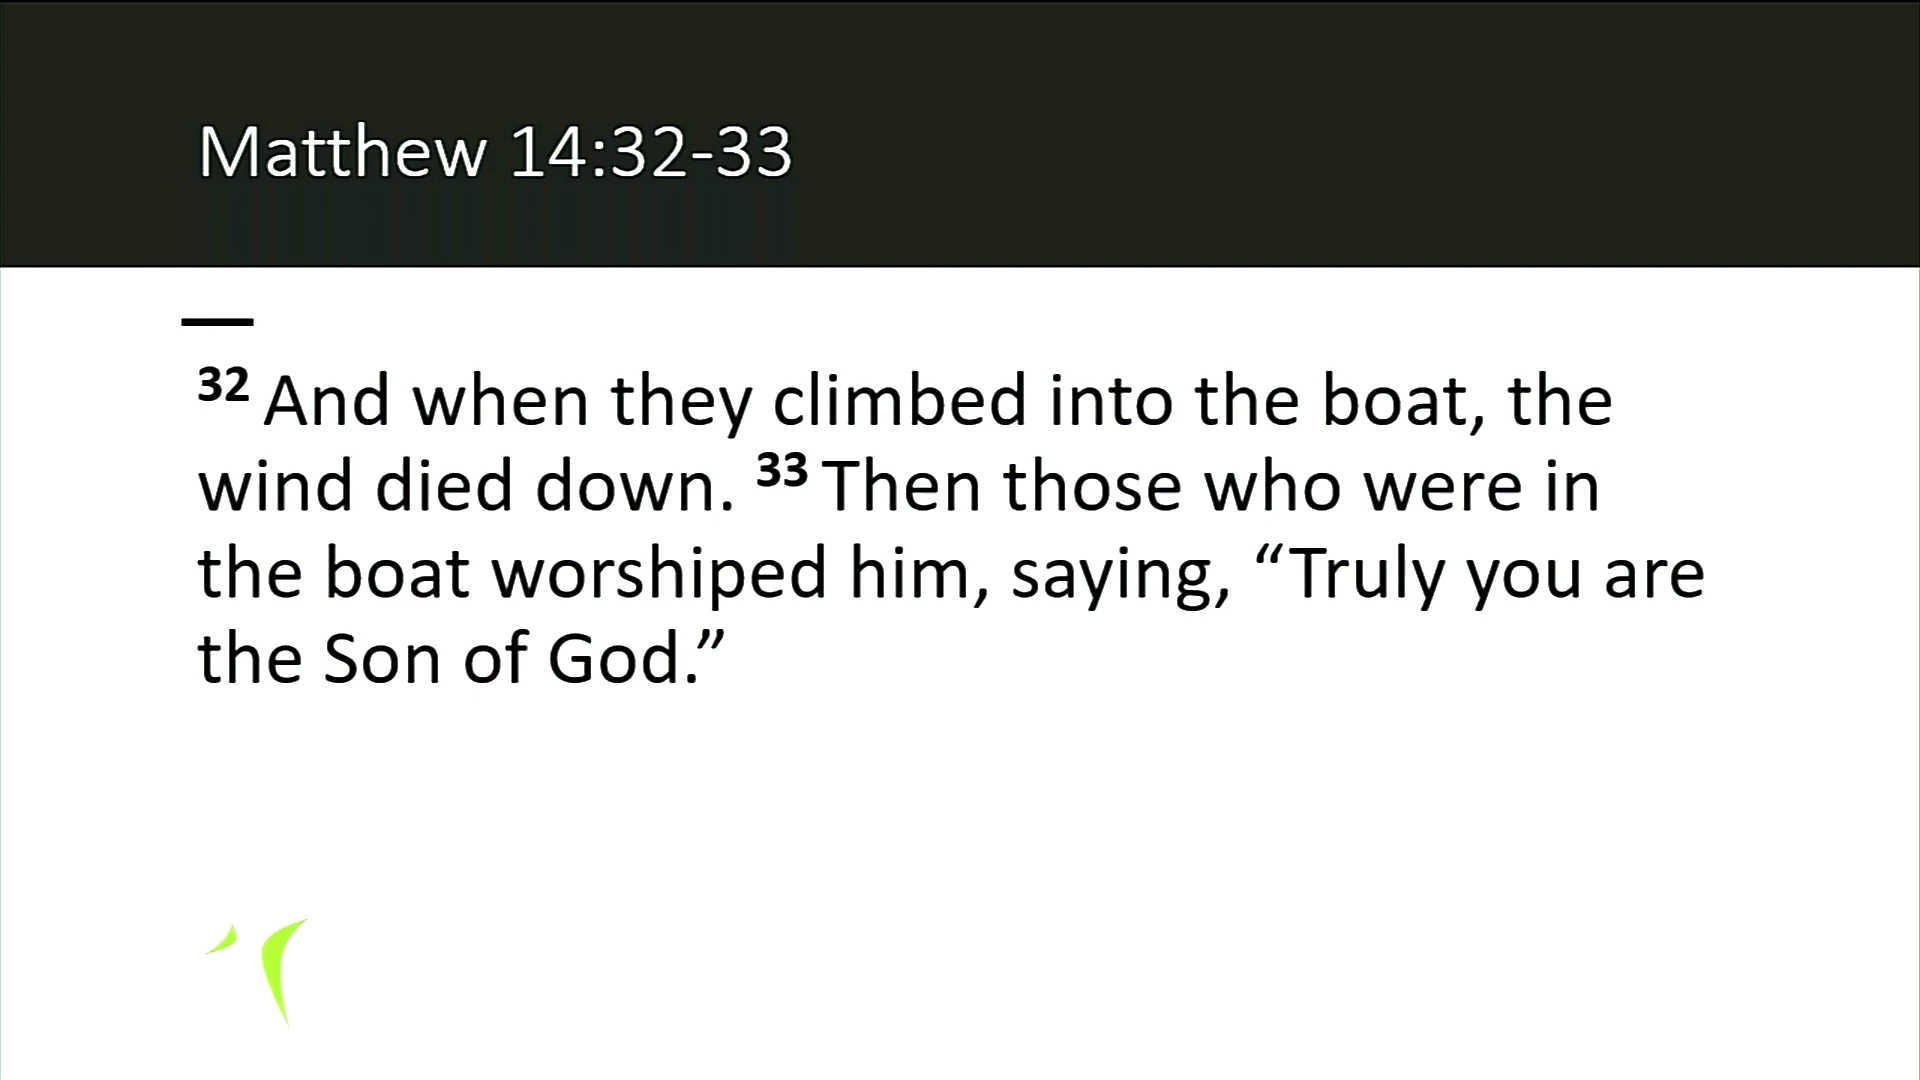 Matthew 14:32-33
32 And when they climbed into the boat, the
wind died down. 33 Then those who were in
the boat worshiped him, saying, “Truly you are
the Son of God.”